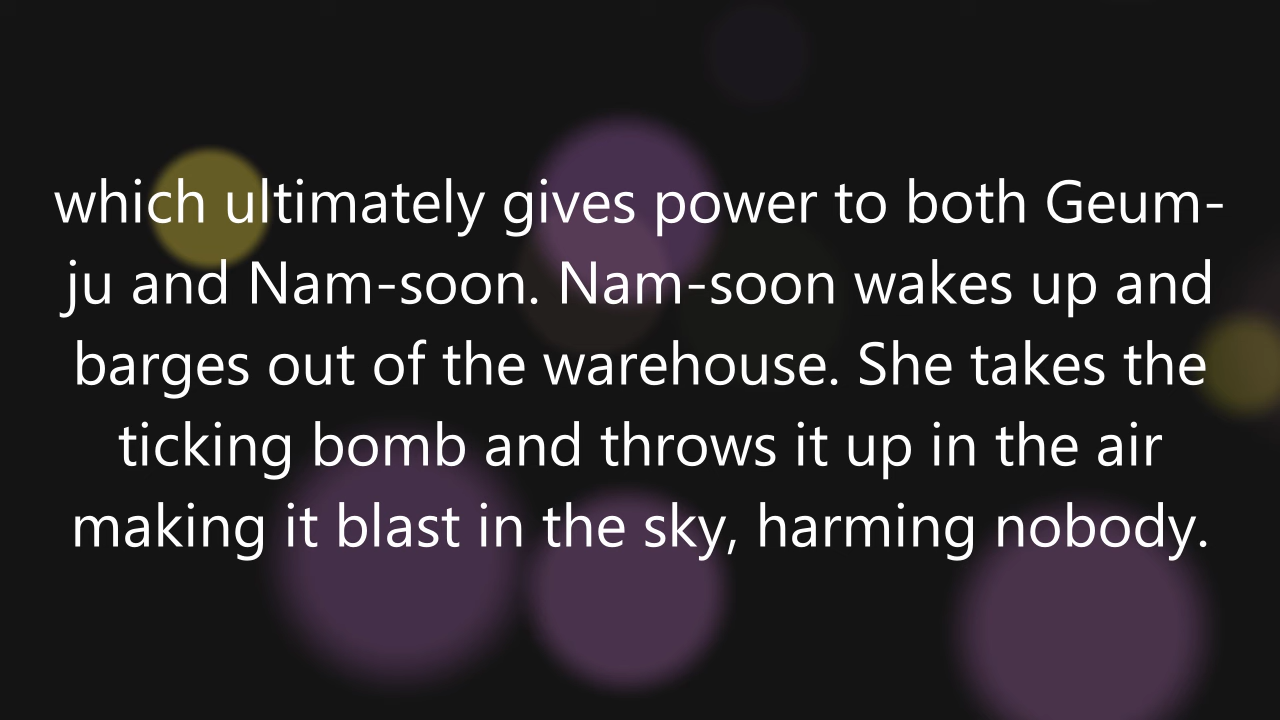 which ultimately gives power to both Geum-
ju and Nam-soon. Nam-soon wakes up and
barges out of the warehouse. She takes the
ticking bomb and throws it up in the air
making it blast in the sky, harming nobody.